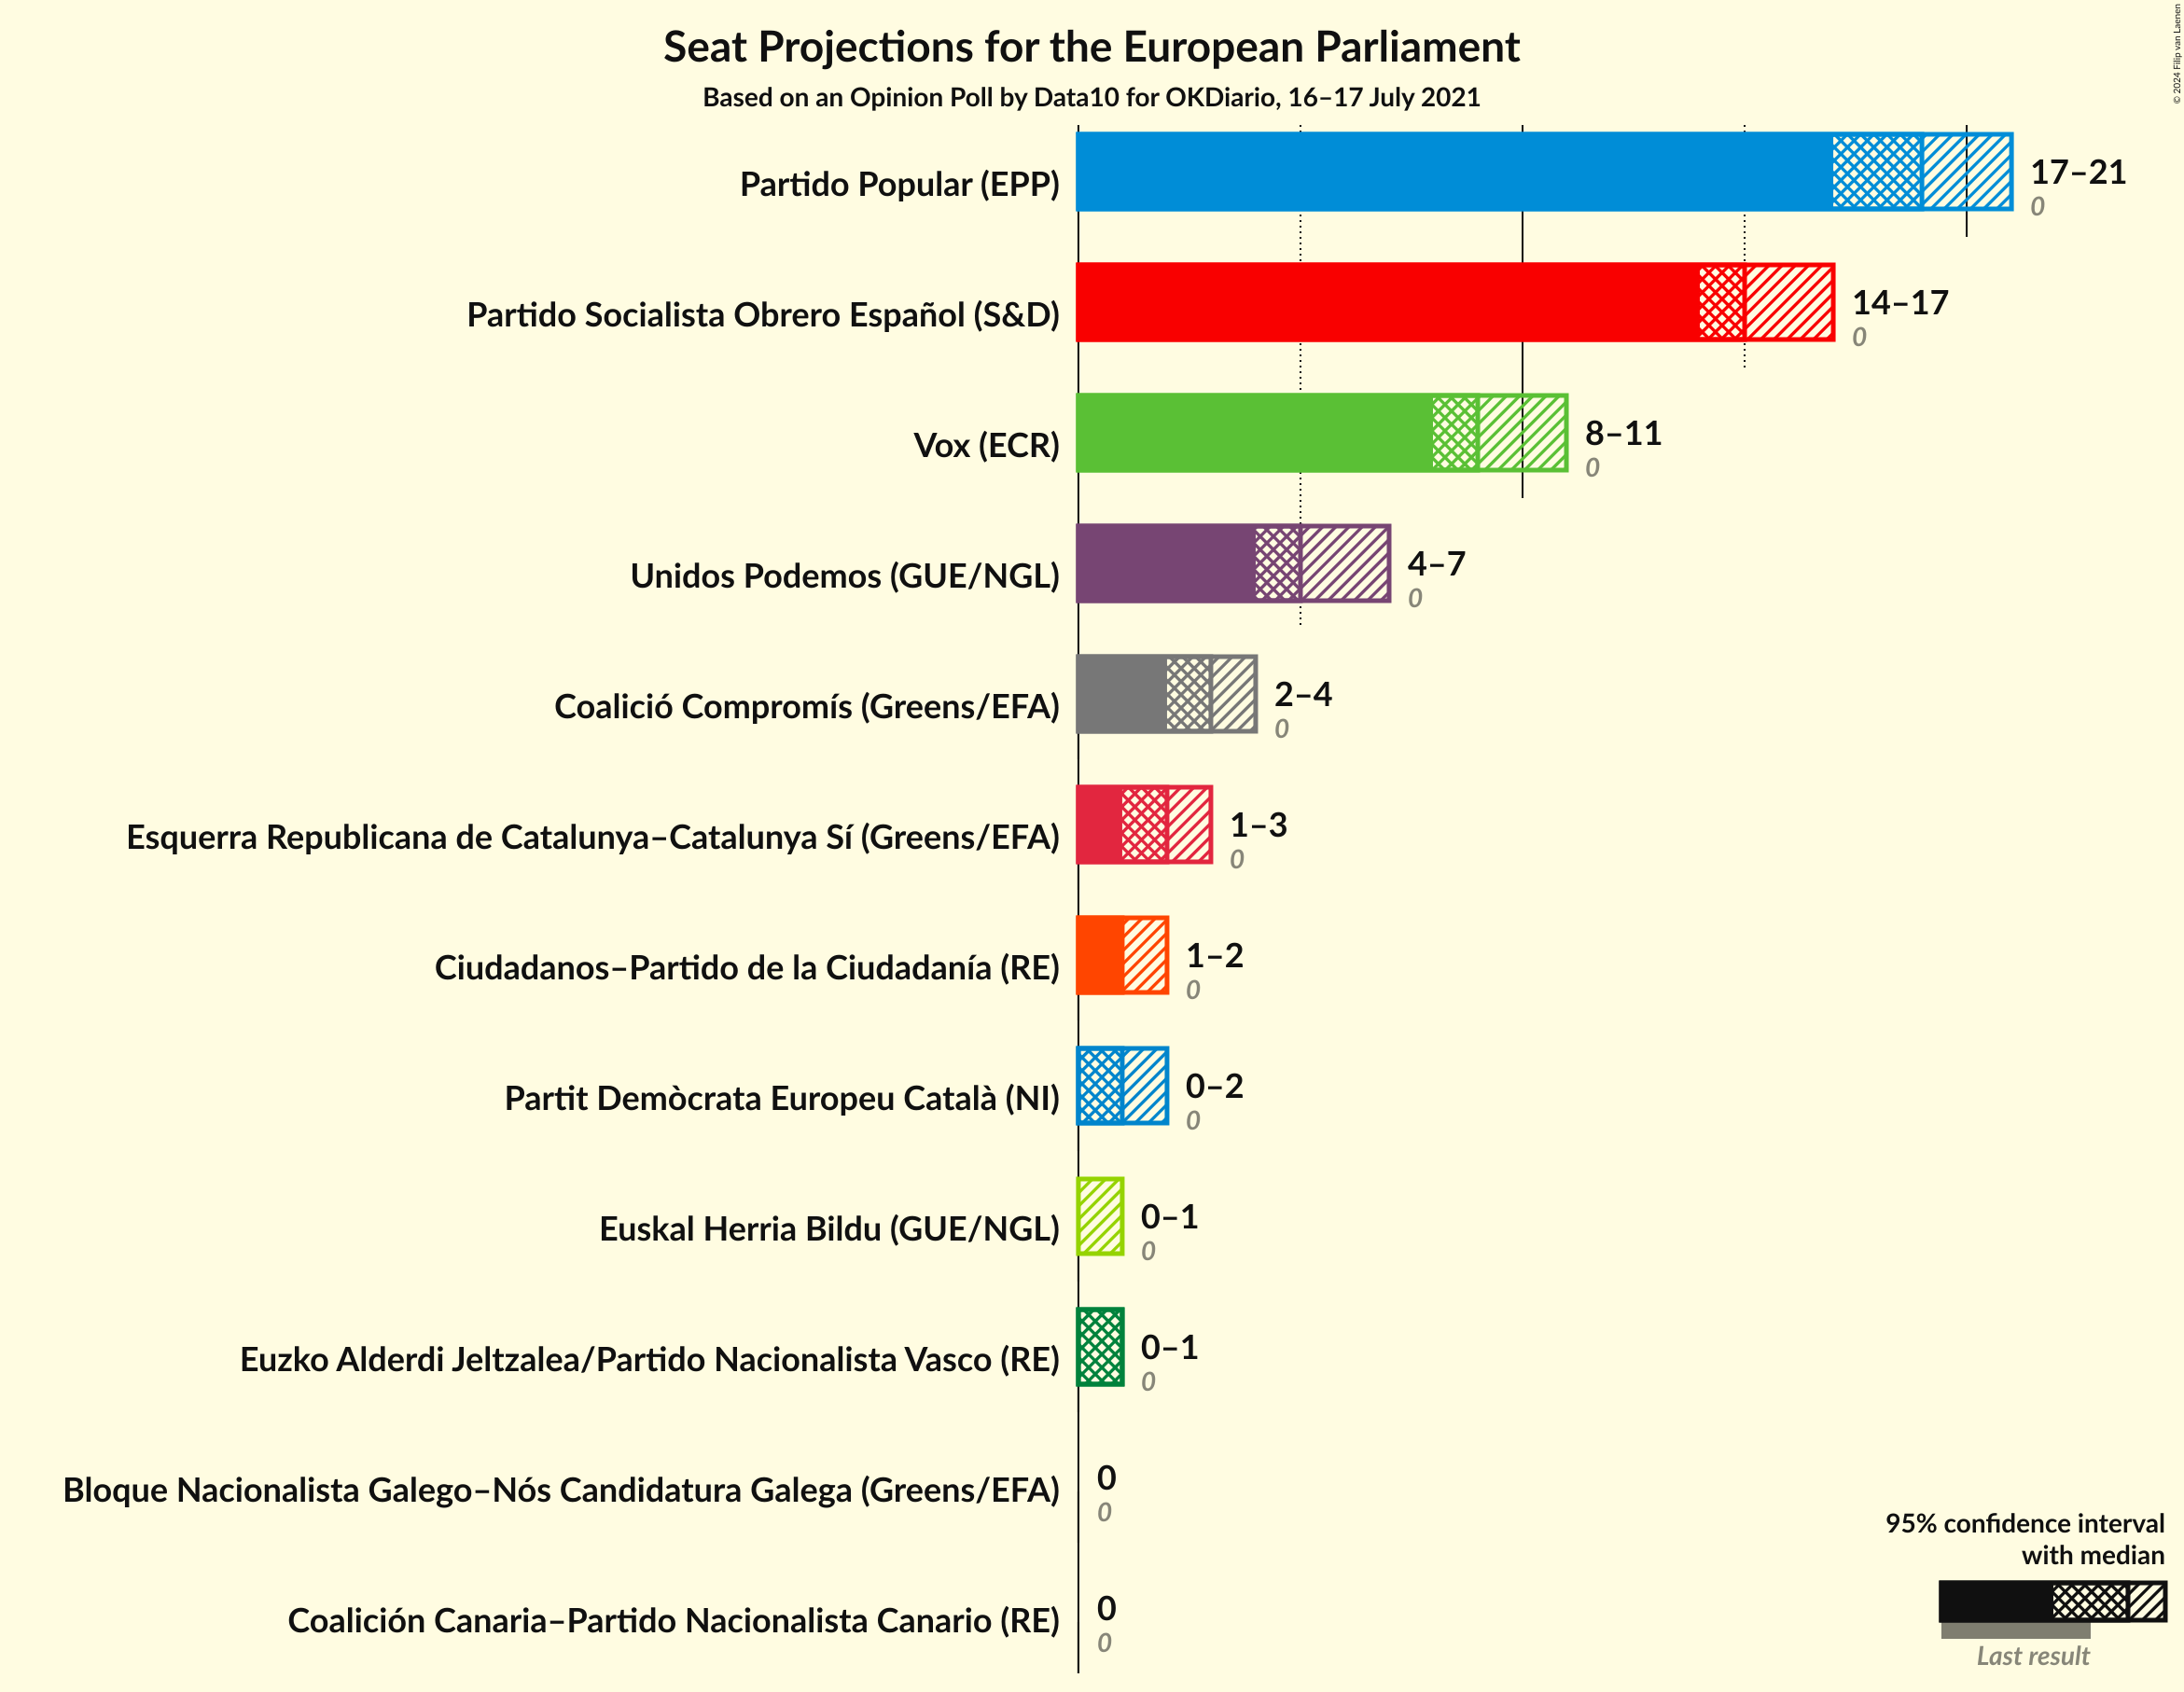 Seat Projections for the European Parliament
Based on an Opinion Poll by Data10 for OKDiario, 16–17 July 2021
© 2024 Filip van Laenen
Partido Popular (EPP)
17–21
0
Partido Socialista Obrero Español (S&D)
14–17
0
Vox (ECR)
8–11
0
Unidos Podemos (GUE/NGL)
4–7
0
Coalició Compromís (Greens/EFA)
2–4
0
Esquerra Republicana de Catalunya–Catalunya Sí (Greens/EFA)
1–3
0
Ciudadanos–Partido de la Ciudadanía (RE)
1–2
0
Partit Demòcrata Europeu Català (NI)
0–2
0
Euskal Herria Bildu (GUE/NGL)
0–1
0
Euzko Alderdi Jeltzalea/Partido Nacionalista Vasco (RE)
0–1
0
Bloque Nacionalista Galego–Nós Candidatura Galega (Greens/EFA)
0
0
Coalición Canaria–Partido Nacionalista Canario (RE)
0
0
95% confidence interval
with median
Last result